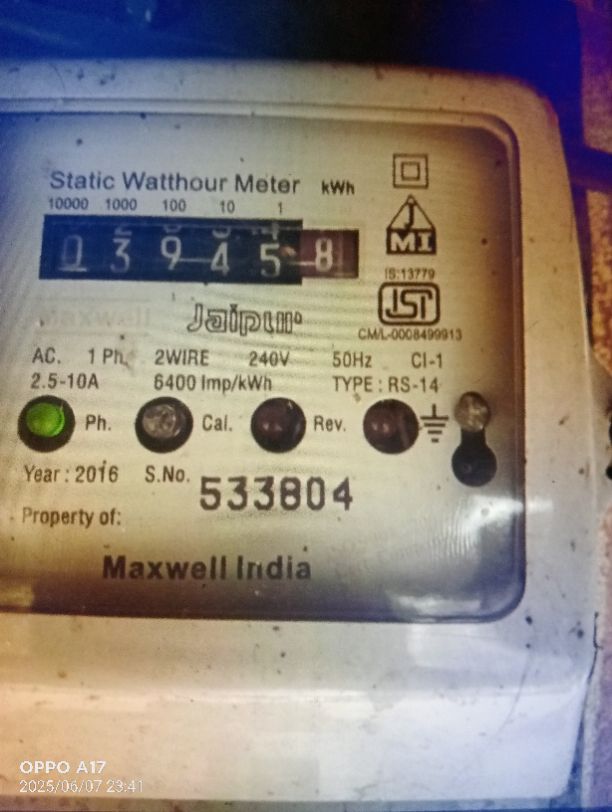 Static Watthour Meter kWh
10000 1000 100 10 1
0 3 9 4 5 8
JMI
IS:13779
ISI
Jaipur
CM/L-0008499913
AC. 1 Ph. 2WIRE 240V 50Hz Cl-1
2.5-10A 6400 Imp/kWh TYPE : RS-14
Ph. Cal. Rev.
Year : 2016 S.No. 533804
Property of:
Maxwell India
OPPO A17
2025/06/07 23:41